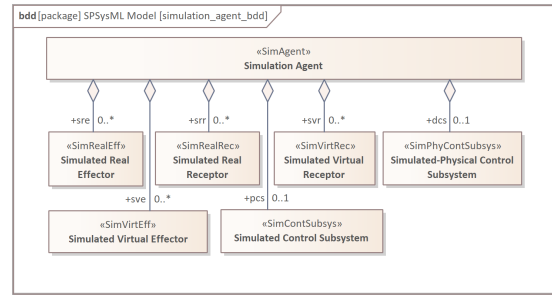 bdd [package] SPSysML Model [simulation_agent_bdd]
«SimAgent»
Simulation Agent
+sre 0..*
+srr 0..*
+svr 0..*
+dcs 0..1
«SimRealEff»
Simulated Real
Effector
«SimRealRec»
Simulated Real
Receptor
«SimVirtRec»
Simulated Virtual
Receptor
«SimPhyContSubsys»
Simulated-Physical Control
Subsystem
+sve 0..*
+pcs 0..1
«SimVirtEff»
Simulated Virtual Effector
«SimContSubsys»
Simulated Control Subsystem